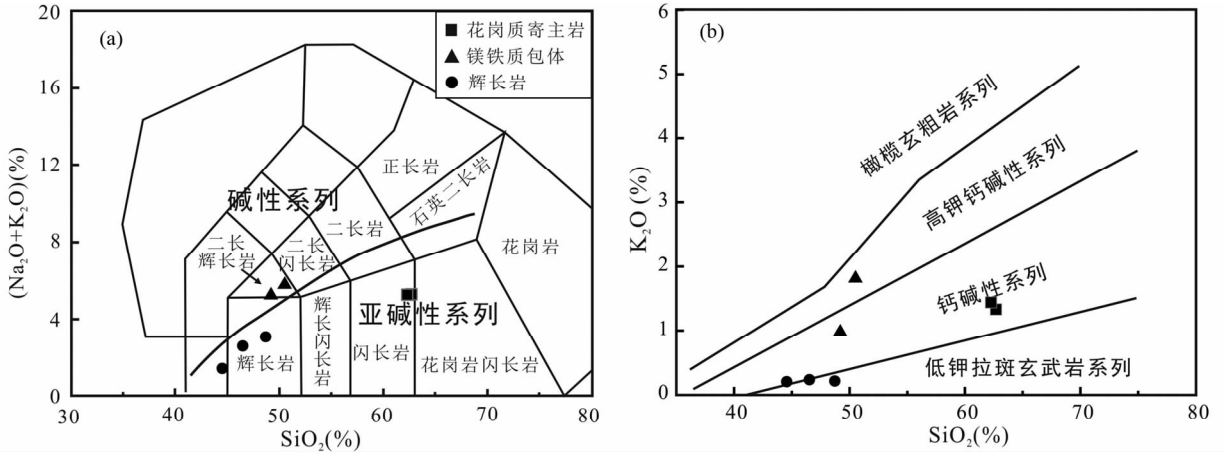 (a)
20
16
12
8
4
0
30
40
50
60
70
80
(Na₂O+K₂O)(%)
SiO₂(%)
花岗质寄主岩
镁铁质包体
辉长岩
碱性系列
正长岩
石英二长岩
二长岩
二长
闪长岩
二长
辉长岩
花岗岩
亚碱性系列
辉长岩
辉长闪长岩
闪长岩
花岗岩闪长岩
(b)
6
5
4
3
2
1
0
40
50
60
70
80
K₂O (%)
SiO₂(%)
橄榄玄粗岩系列
高钾钙碱性系列
钙碱性系列
低钾拉斑玄武岩系列